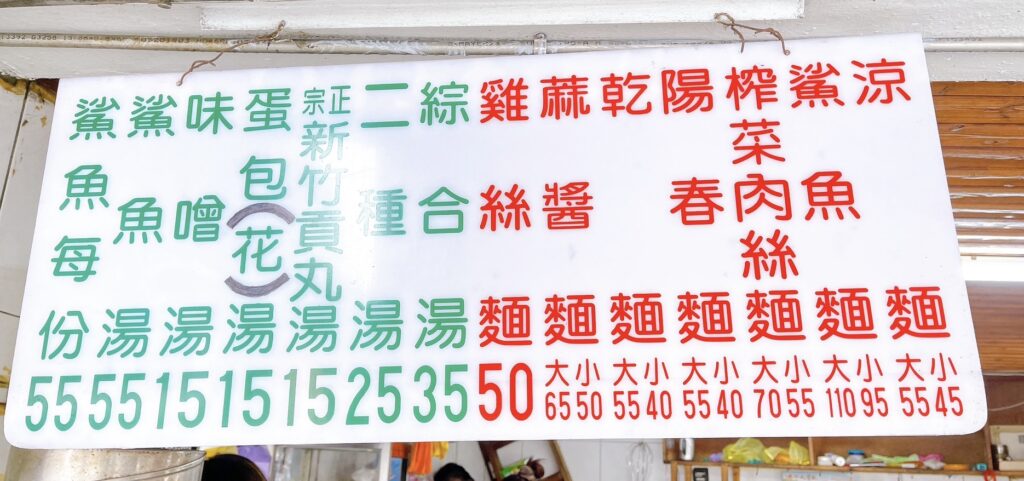 涼麵 大55 小45
鯊魚麵 大110 小95
榨菜肉絲麵 大70 小55
陽春麵 大55 小40
乾麵 大55 小40
蔴醬麵 大65 小50
雞絲麵 50
綜合湯 35
二種湯 25
正宗新竹貢丸湯 15
蛋包(花)湯 15
味噌湯 15
鯊魚湯 55
鯊魚每份 55